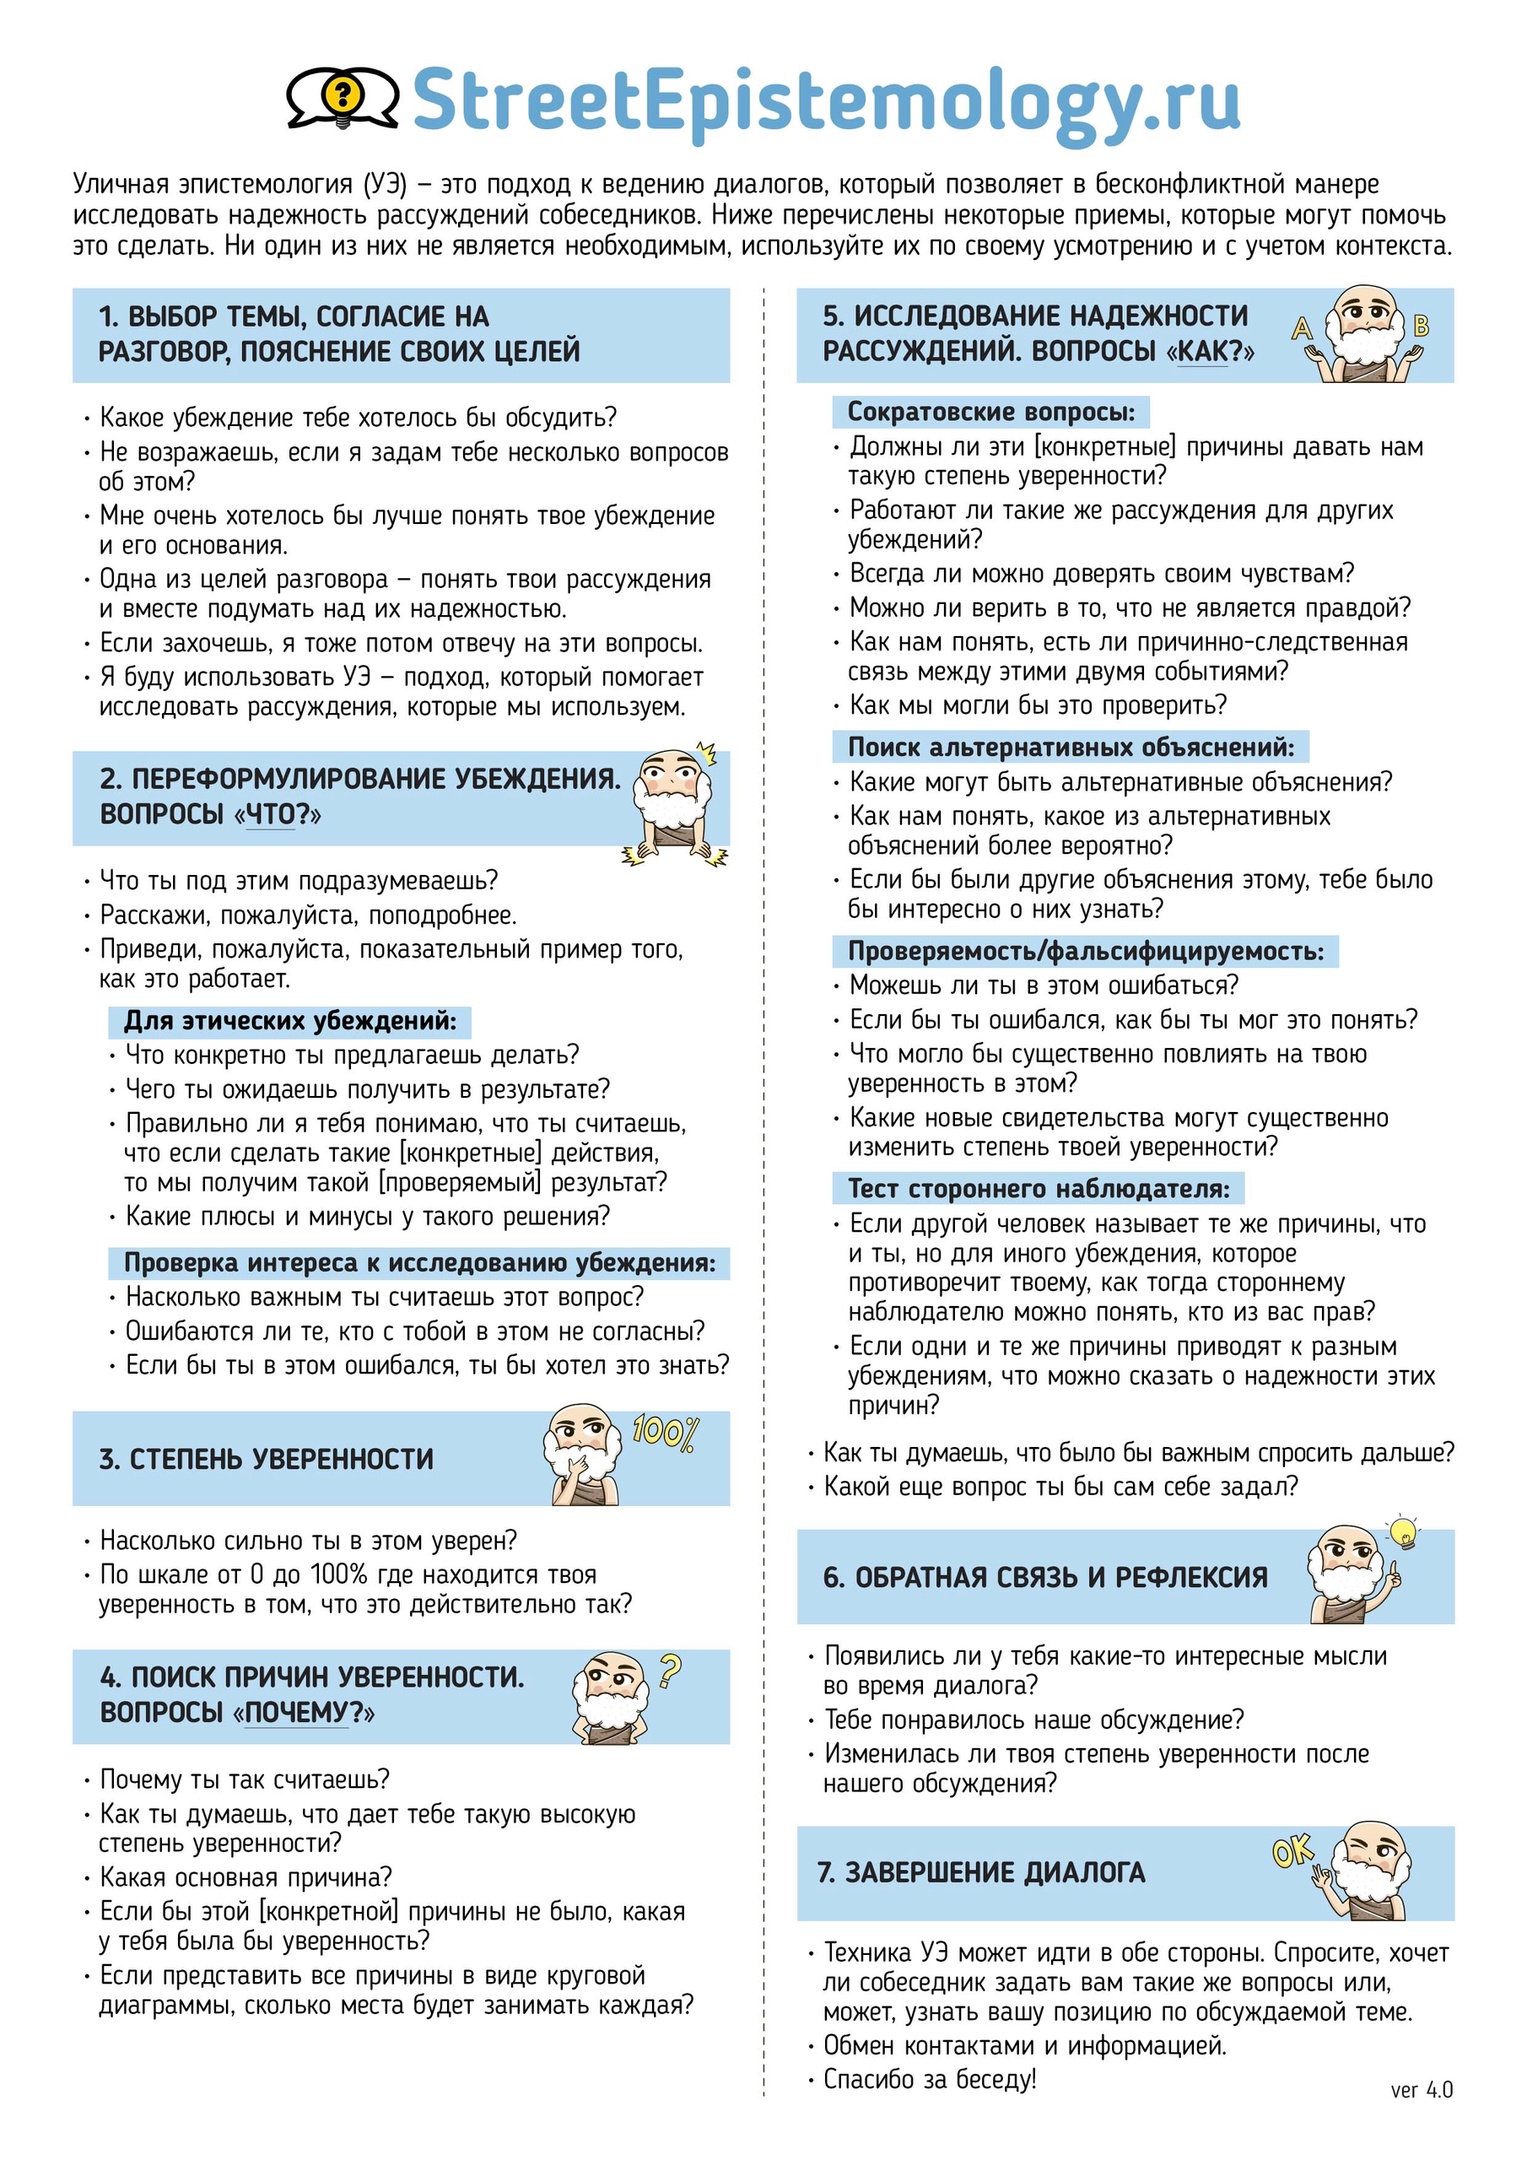 StreetEpistemology.ru
Уличная эпистемология (УЭ) – это подход к ведению диалогов, который позволяет в бесконфликтной манере
исследовать надежность рассуждений собеседников. Ниже перечислены некоторые приемы, которые могут помочь
это сделать. Ни один из них не является необходимым, используйте их по своему усмотрению и с учетом контекста.
1. ВЫБОР ТЕМЫ, СОГЛАСИЕ НА
РАЗГОВОР, ПОЯСНЕНИЕ СВОИХ ЦЕЛЕЙ
• Какое убеждение тебе хотелось бы обсудить?
• Не возражаешь, если я задам тебе несколько вопросов
об этом?
• Мне очень хотелось бы лучше понять твое убеждение
и его основания.
• Одна из целей разговора – понять твои рассуждения
и вместе подумать над их надежностью.
• Если захочешь, я тоже потом отвечу на эти вопросы.
• Я буду использовать УЭ – подход, который помогает
исследовать рассуждения, которые мы используем.
2. ПЕРЕФОРМУЛИРОВАНИЕ УБЕЖДЕНИЯ.
ВОПРОСЫ «ЧТО?»
• Что ты под этим подразумеваешь?
• Расскажи, пожалуйста, поподробнее.
• Приведи, пожалуйста, показательный пример того,
как это работает.
Для этических убеждений:
• Что конкретно ты предлагаешь делать?
• Чего ты ожидаешь получить в результате?
• Правильно ли я тебя понимаю, что ты считаешь,
что если сделать такие [конкретные] действия,
то мы получим такой [проверяемый] результат?
• Какие плюсы и минусы у такого решения?
Проверка интереса к исследованию убеждения:
• Насколько важным ты считаешь этот вопрос?
• Ошибаются ли те, кто с тобой в этом не согласны?
• Если бы ты в этом ошибался, ты бы хотел это знать?
3. СТЕПЕНЬ УВЕРЕННОСТИ
100%
• Насколько сильно ты в этом уверен?
• По шкале от 0 до 100% где находится твоя
уверенность в том, что это действительно так?
4. ПОИСК ПРИЧИН УВЕРЕННОСТИ.
ВОПРОСЫ «ПОЧЕМУ?»
?
• Почему ты так считаешь?
• Как ты думаешь, что дает тебе такую высокую
степень уверенности?
• Какая основная причина?
• Если бы этой [конкретной] причины не было, какая
у тебя была бы уверенность?
• Если представить все причины в виде круговой
диаграммы, сколько места будет занимать каждая?
5. ИССЛЕДОВАНИЕ НАДЕЖНОСТИ
РАССУЖДЕНИЙ. ВОПРОСЫ «КАК?»
A B
Сократовские вопросы:
• Должны ли эти [конкретные] причины давать нам
такую степень уверенности?
• Работают ли такие же рассуждения для других
убеждений?
• Всегда ли можно доверять своим чувствам?
• Можно ли верить в то, что не является правдой?
• Как нам понять, есть ли причинно-следственная
связь между этими двумя событиями?
• Как мы могли бы это проверить?
Поиск альтернативных объяснений:
• Какие могут быть альтернативные объяснения?
• Как нам понять, какое из альтернативных
объяснений более вероятно?
• Если бы были другие объяснения этому, тебе было
бы интересно о них узнать?
Проверяемость/фальсифицируемость:
• Можешь ли ты в этом ошибаться?
• Если бы ты ошибался, как бы ты мог это понять?
• Что могло бы существенно повлиять на твою
уверенность в этом?
• Какие новые свидетельства могут существенно
изменить степень твоей уверенности?
Тест стороннего наблюдателя:
• Если другой человек называет те же причины, что
и ты, но для иного убеждения, которое
противоречит твоему, как тогда стороннему
наблюдателю можно понять, кто из вас прав?
• Если одни и те же причины приводят к разным
убеждениям, что можно сказать о надежности этих
причин?
• Как ты думаешь, что было бы важным спросить дальше?
• Какой еще вопрос ты бы сам себе задал?
6. ОБРАТНАЯ СВЯЗЬ И РЕФЛЕКСИЯ
• Появились ли у тебя какие-то интересные мысли
во время диалога?
• Тебе понравилось наше обсуждение?
• Изменилась ли твоя степень уверенности после
нашего обсуждения?
7. ЗАВЕРШЕНИЕ ДИАЛОГА
OK
• Техника УЭ может идти в обе стороны. Спросите, хочет
ли собеседник задать вам такие же вопросы или,
может, узнать вашу позицию по обсуждаемой теме.
• Обмен контактами и информацией.
• Спасибо за беседу!
ver 4.0